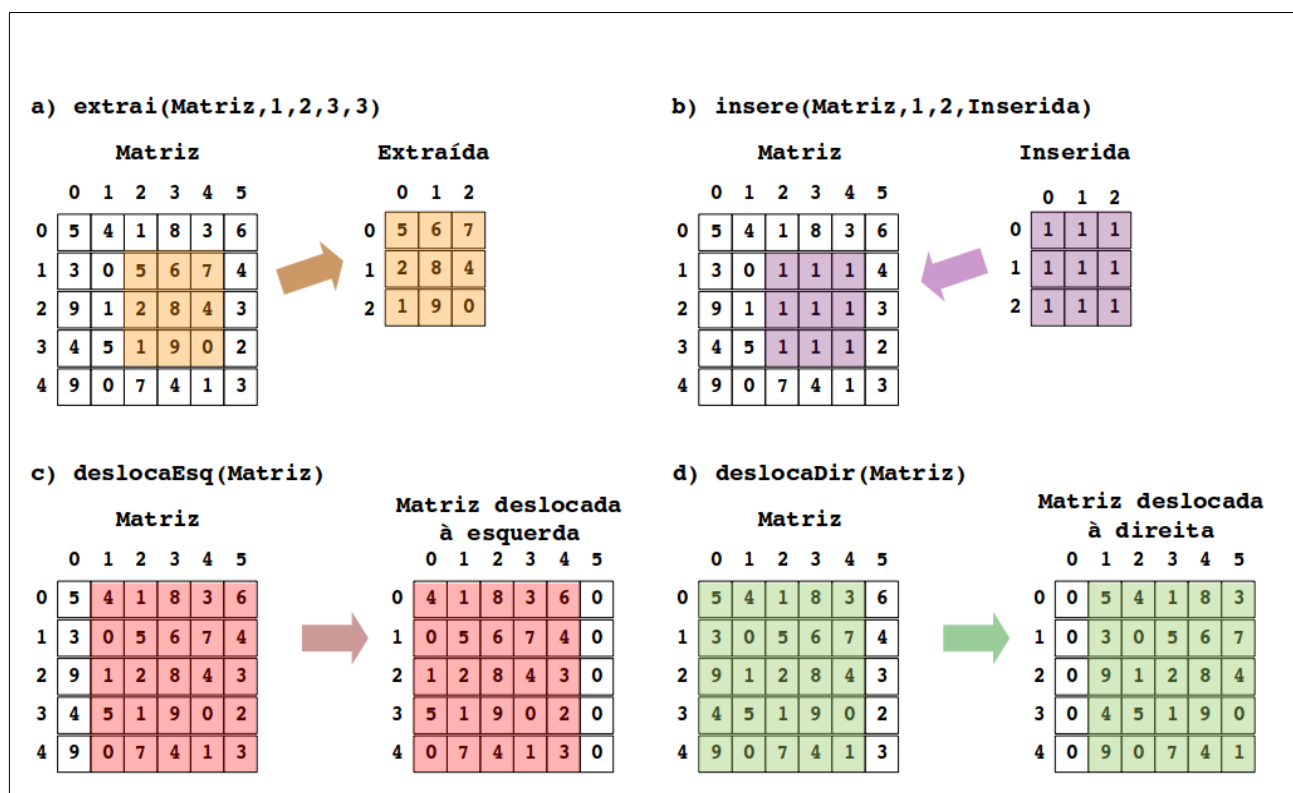 a) extrai(Matriz,1,2,3,3)
Matriz
Extraída
0 1 2 3 4 5
0 1 2
0 5 4 1 8 3 6
0 5 6 7
1 3 0 5 6 7 4
1 2 8 4
2 9 1 2 8 4 3
2 1 9 0
3 4 5 1 9 0 2
4 9 0 7 4 1 3
b) insere(Matriz,1,2,Inserida)
Matriz
Inserida
0 1 2 3 4 5
0 1 2
0 5 4 1 8 3 6
0 1 1 1
1 3 0 1 1 1 4
1 1 1 1
2 9 1 1 1 1 3
2 1 1 1
3 4 5 1 1 1 2
4 9 0 7 4 1 3
c) deslocaEsq(Matriz)
Matriz
Matriz deslocada
à esquerda
0 1 2 3 4 5
0 1 2 3 4 5
0 5 4 1 8 3 6
0 4 1 8 3 6 0
1 3 0 5 6 7 4
1 0 5 6 7 4 0
2 9 1 2 8 4 3
2 1 2 8 4 3 0
3 4 5 1 9 0 2
3 5 1 9 0 2 0
4 9 0 7 4 1 3
4 0 7 4 1 3 0
d) deslocaDir(Matriz)
Matriz
Matriz deslocada
à direita
0 1 2 3 4 5
0 1 2 3 4 5
0 5 4 1 8 3 6
0 0 5 4 1 8 3
1 3 0 5 6 7 4
1 0 3 0 5 6 7
2 9 1 2 8 4 3
2 0 9 1 2 8 4
3 4 5 1 9 0 2
3 0 4 5 1 9 0
4 9 0 7 4 1 3
4 0 9 0 7 4 1